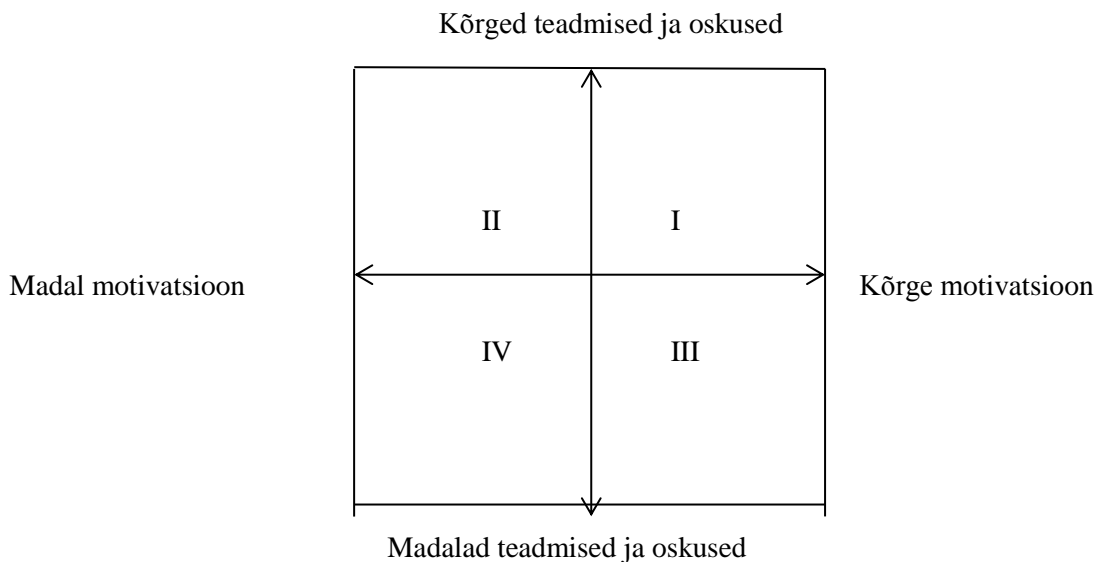 Kõrged teadmised ja oskused
II I
Madal motivatsioon Kõrge motivatsioon
IV III
Madalad teadmised ja oskused